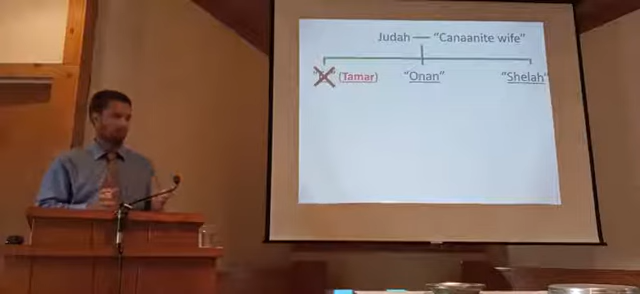 Judah — "Canaanite wife"
(Tamar) "Onan" "Shelah"